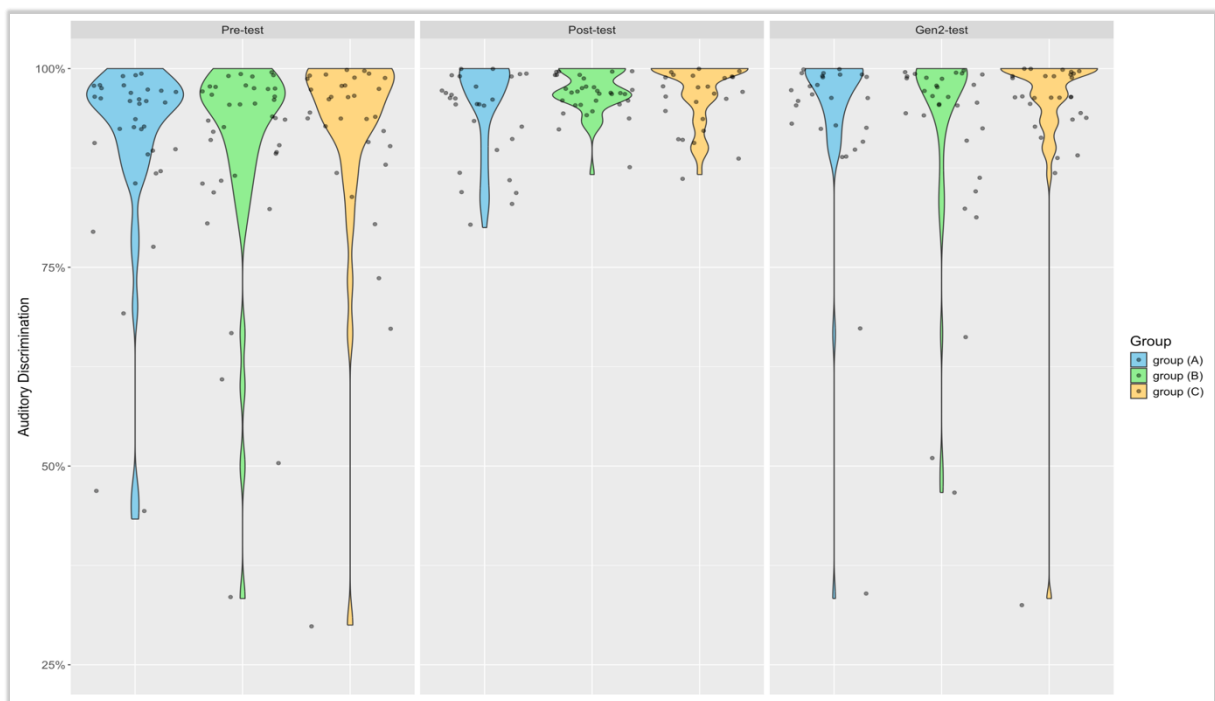 Pre-test
Post-test
Gen2-test
100%
75%
50%
25%
Auditory Discrimination
Group
group (A)
group (B)
group (C)